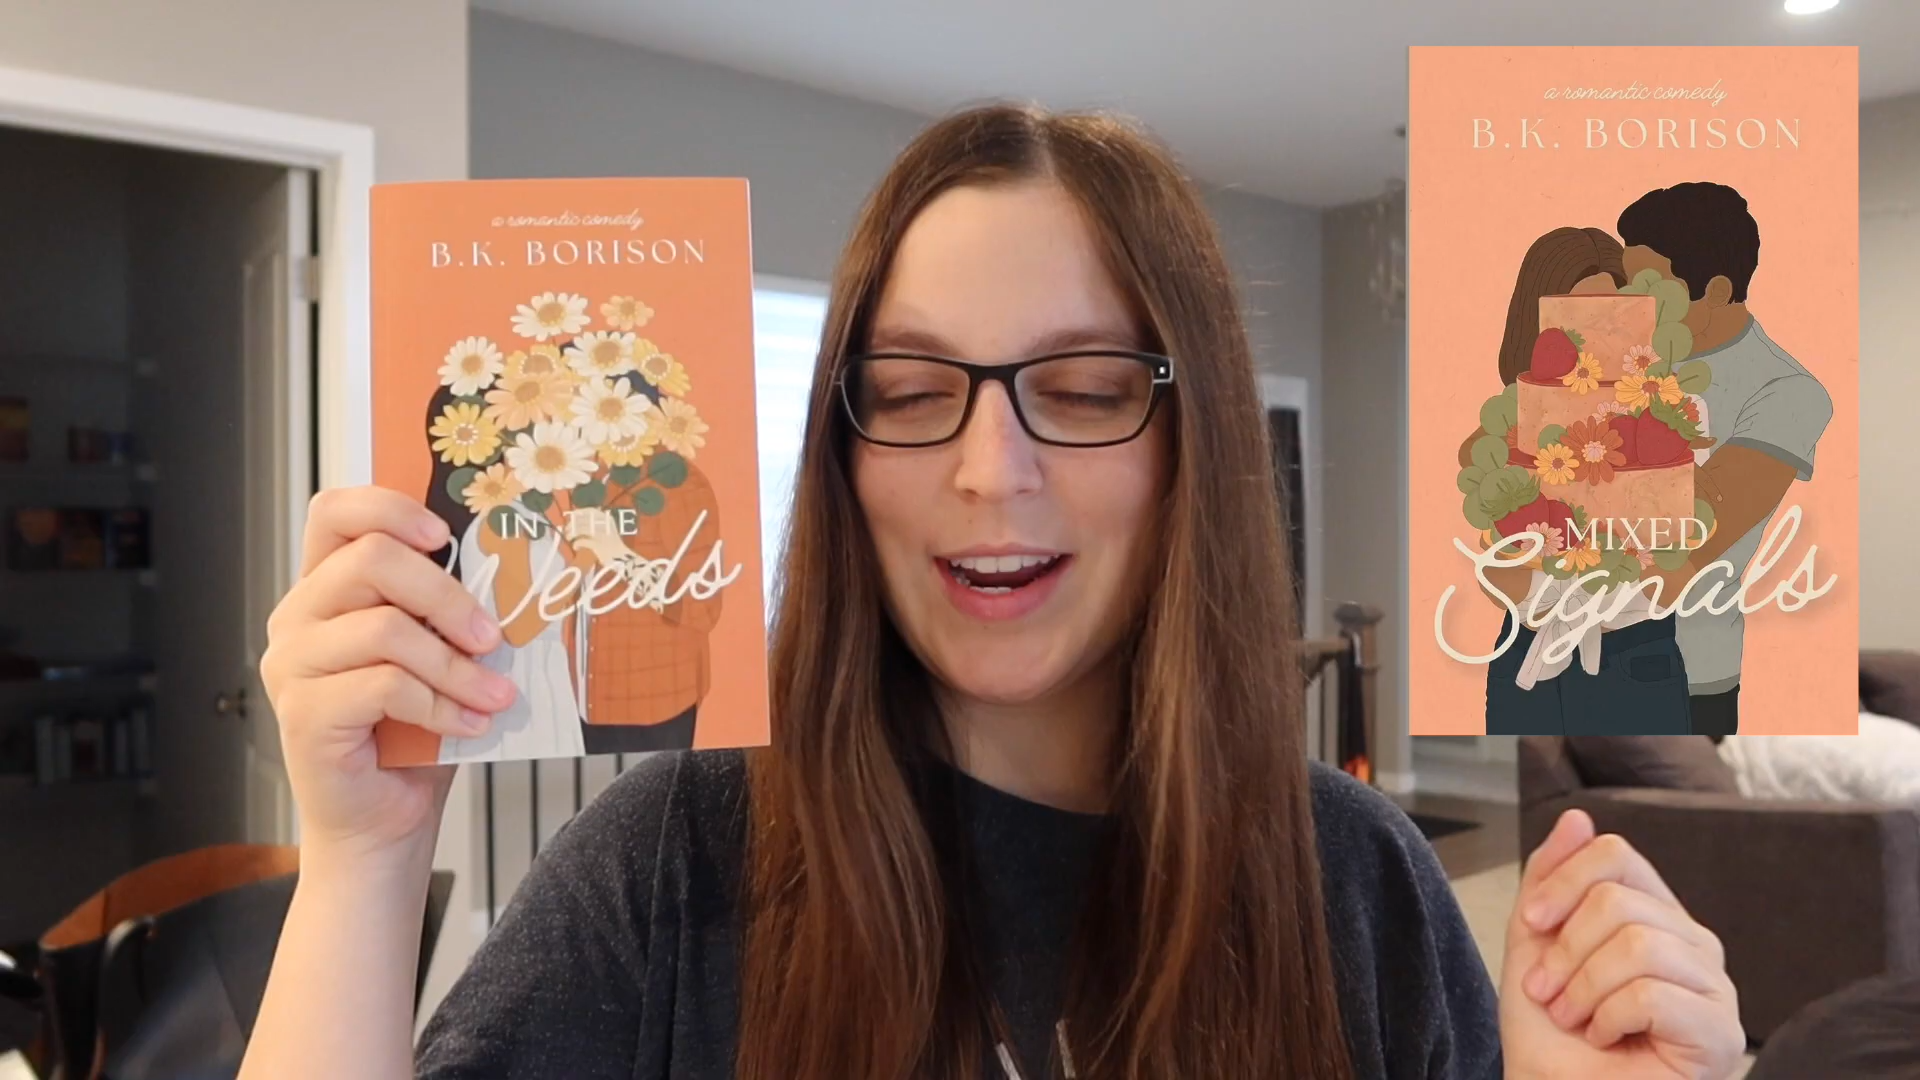 a romantic comedy
B.K. BORISON
IN THE
Weeds
a romantic comedy
B.K. BORISON
MIXED
Signals